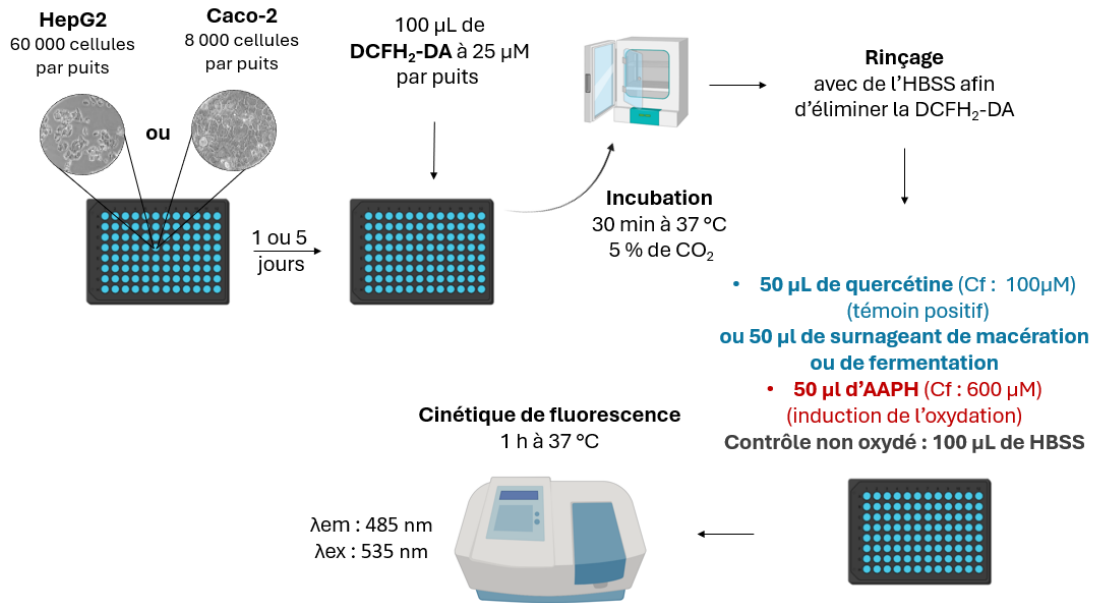 HepG2
60 000 cellules
par puits
Caco-2
8 000 cellules
par puits
ou
1 ou 5
jours
100 µL de
DCFH₂-DA à 25 µM
par puits
Incubation
30 min à 37 °C
5 % de CO₂
Rinçage
avec de l’HBSS afin
d’éliminer la DCFH₂-DA
• 50 µL de quercétine (Cf : 100µM)
(témoin positif)
ou 50 µl de surnageant de macération
ou de fermentation
• 50 µl d’AAPH (Cf : 600 µM)
(induction de l’oxydation)
Contrôle non oxydé : 100 µL de HBSS
Cinétique de fluorescence
1 h à 37 °C
λem : 485 nm
λex : 535 nm